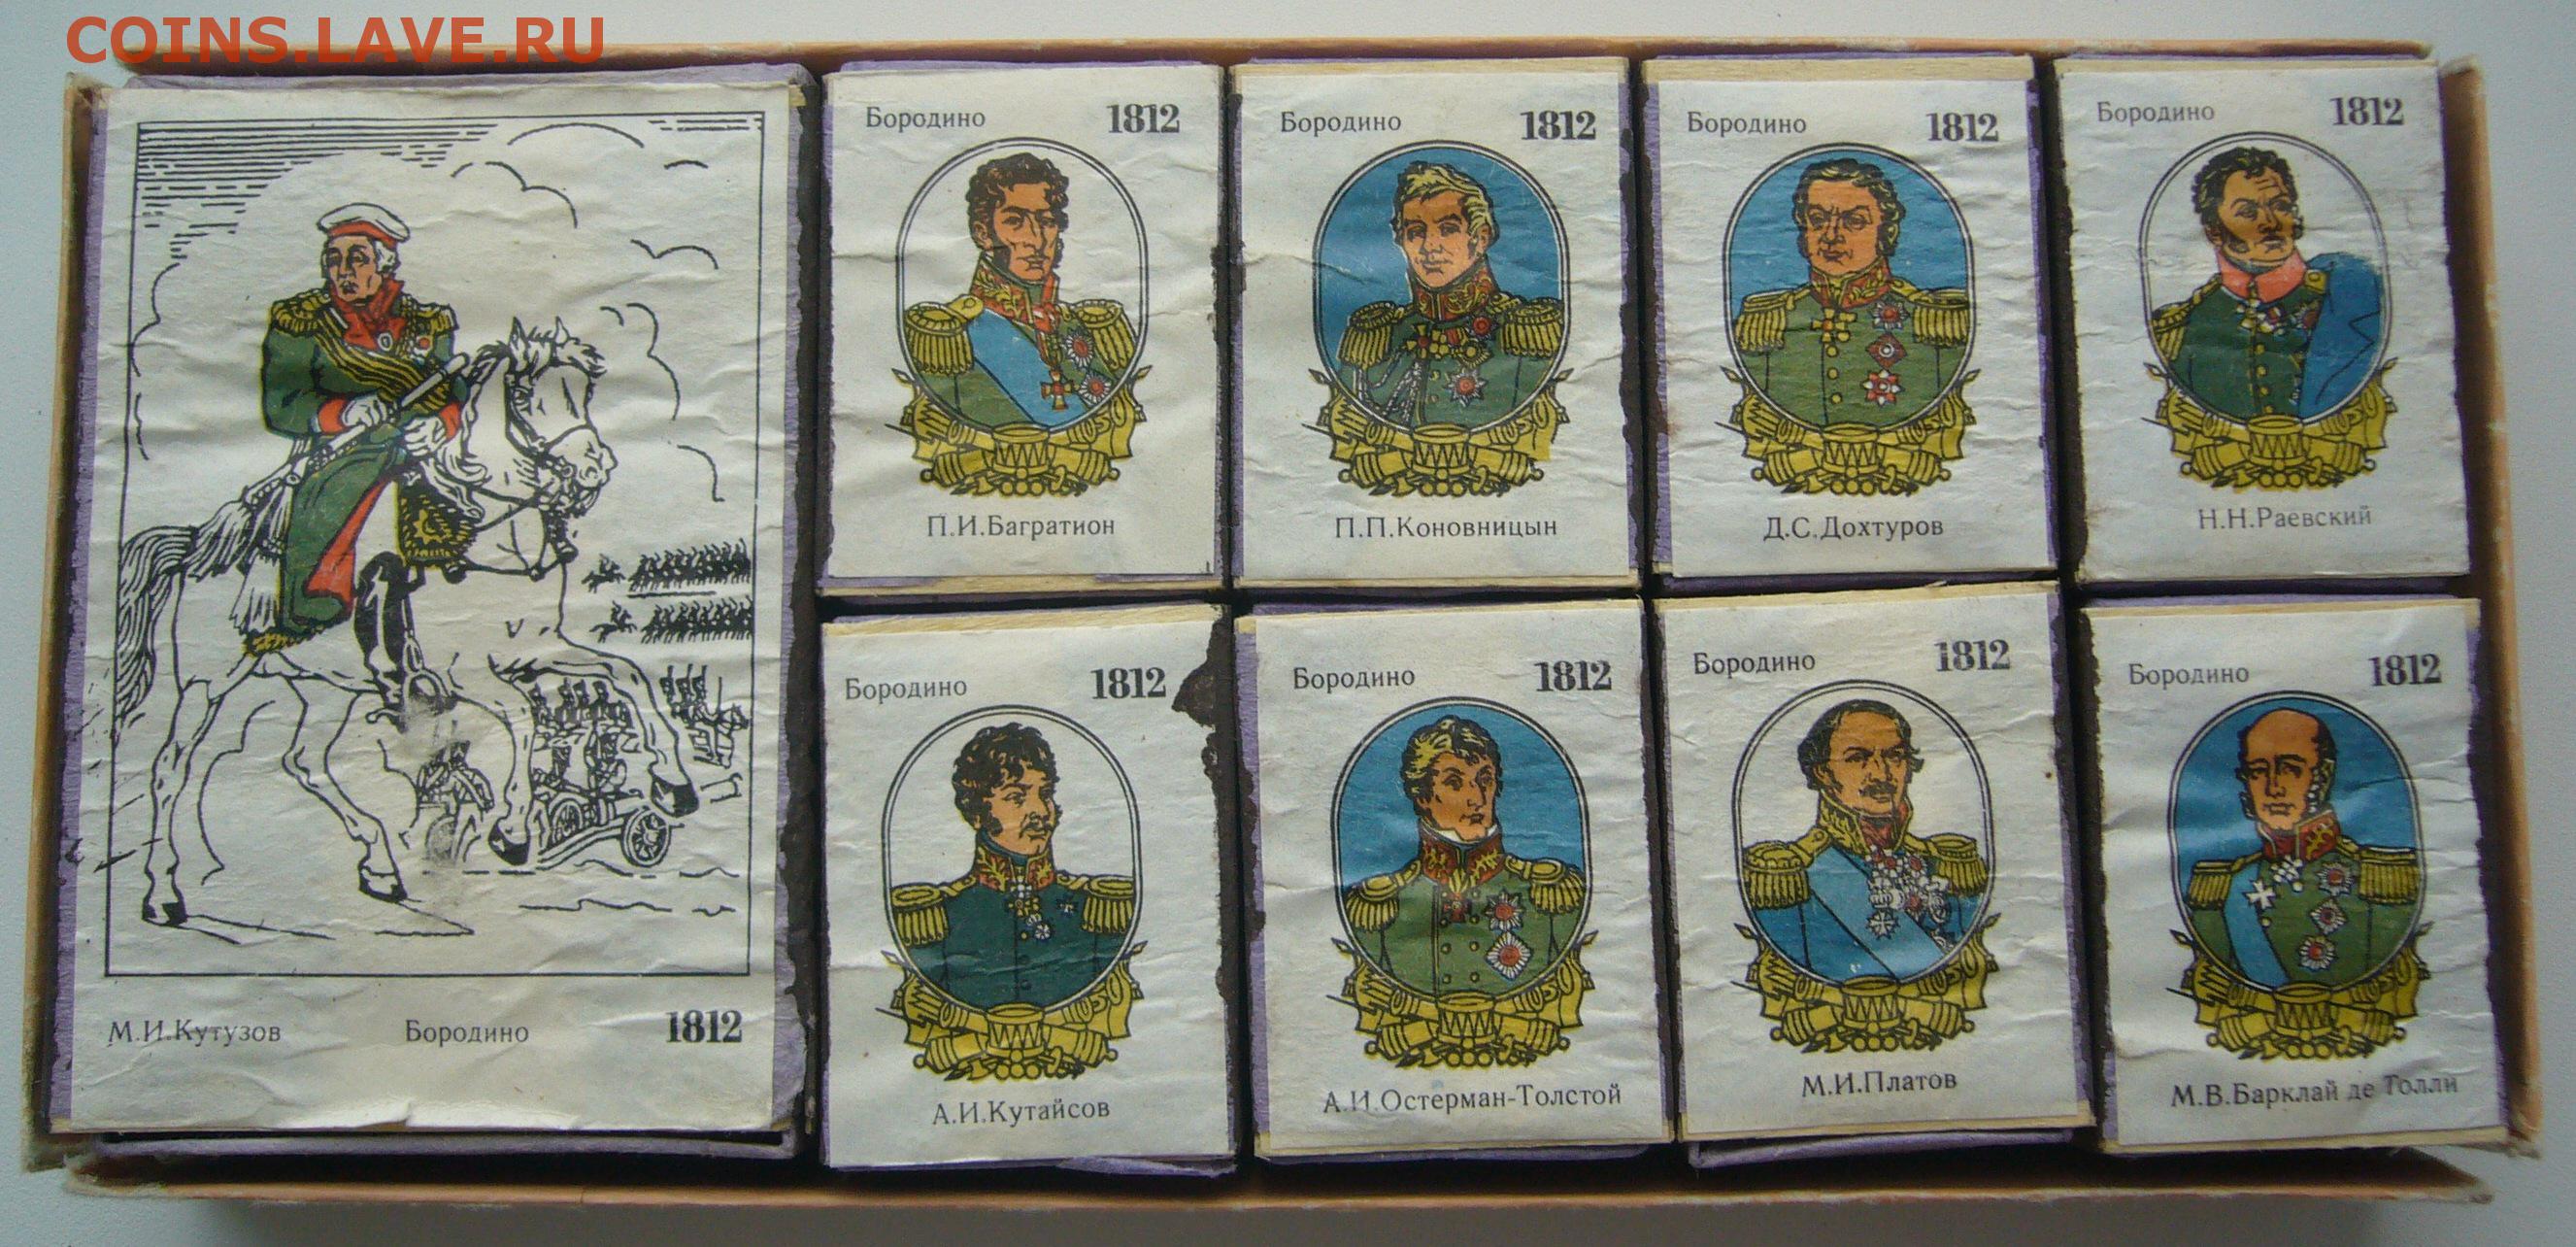 COINS.LAVE.RU
М.И.Кутузов Бородино 1812
Бородино 1812
П.И.Багратион
Бородино 1812
П.П.Коновницын
Бородино 1812
Д.С.Дохтуров
Бородино 1812
Н.Н.Раевский
Бородино 1812
А.И.Кутайсов
Бородино 1812
А.И.Остерман-Толстой
Бородино 1812
М.И.Платов
Бородино 1812
М.В.Барклай де Толли